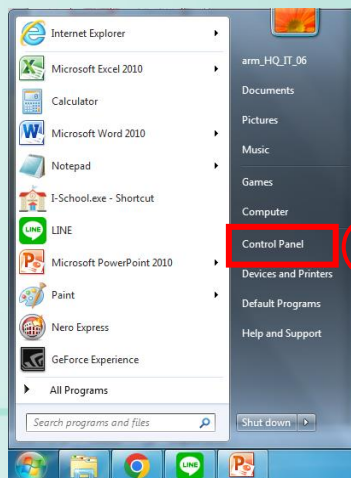 Internet Explorer
Microsoft Excel 2010
Calculator
Microsoft Word 2010
Notepad
I-School.exe - Shortcut
LINE
Microsoft PowerPoint 2010
Paint
Nero Express
GeForce Experience
All Programs
Search programs and files
arm_HQ_IT_06
Documents
Pictures
Music
Games
Computer
Control Panel
Devices and Printers
Default Programs
Help and Support
Shut down